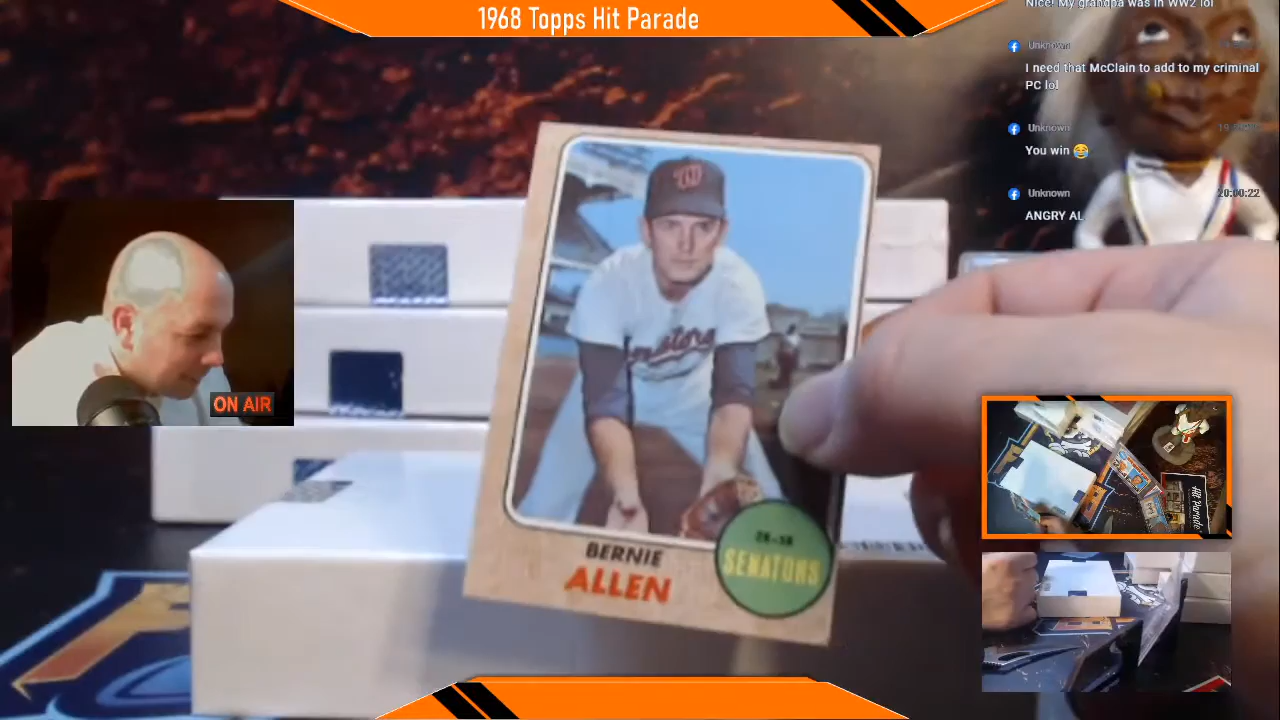 1968 Topps Hit Parade
Nice! My grandpa was in WW2 lol
Unknown
I need that McClain to add to my criminal
PC lol
Unknown
You win 😂
Unknown
20:00:22
ANGRY AL
W
ON AIR
2B-SS
SENATORS
BERNIE
ALLEN
Hit Parade